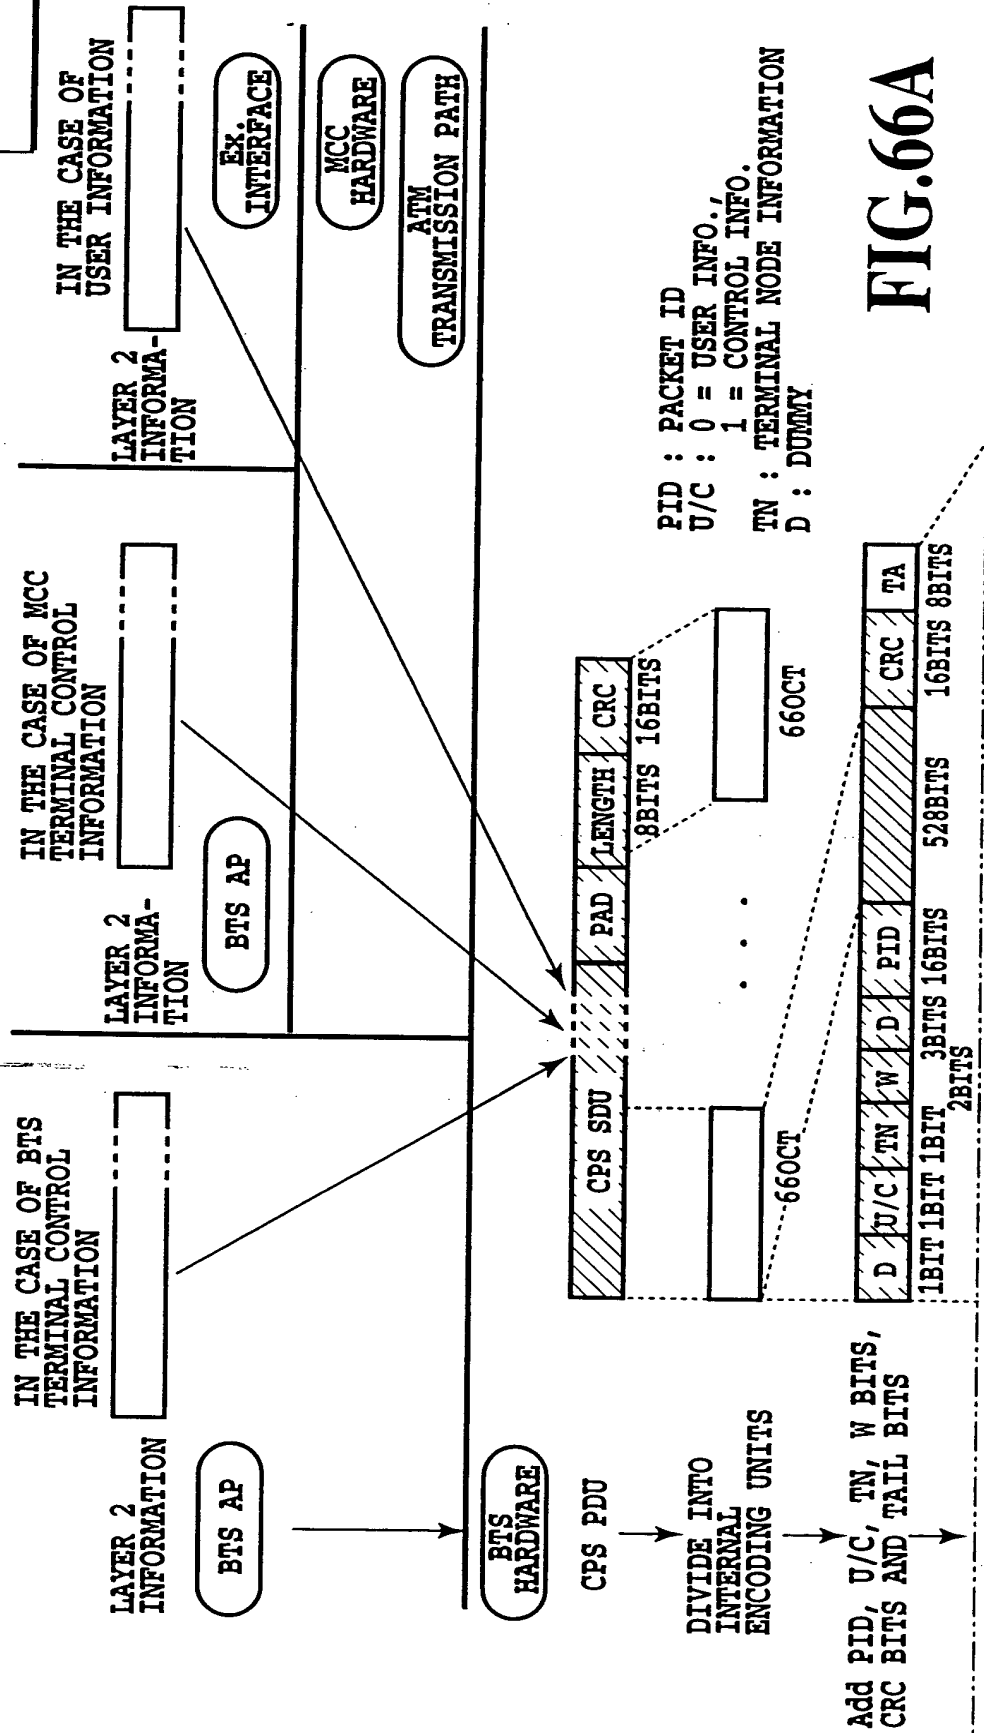 IN THE CASE OF BTS
TERMINAL CONTROL
INFORMATION
LAYER 2
INFORMATION
BTS AP
IN THE CASE OF MCC
TERMINAL CONTROL
INFORMATION
LAYER 2
INFORMA-
TION
BTS AP
IN THE CASE OF
USER INFORMATION
LAYER 2
INFORMA-
TION
Ex.
INTERFACE
MCC
HARDWARE
ATM
TRANSMISSION PATH
BTS
HARDWARE
CPS PDU
CPS SDU
PAD
LENGTH
CRC
8BITS
16BITS
DIVIDE INTO
INTERNAL
ENCODING UNITS
66OCT
66OCT
PID : PACKET ID
U/C : 0 = USER INFO.,
1 = CONTROL INFO.
TN : TERMINAL NODE INFORMATION
D : DUMMY
Add PID, U/C, TN, W BITS,
CRC BITS AND TAIL BITS
D
U/C
TN
W
D
PID
CRC
TA
1BIT
1BIT
1BIT
2BITS
3BITS
16BITS
528BITS
16BITS
8BITS
FIG.66A